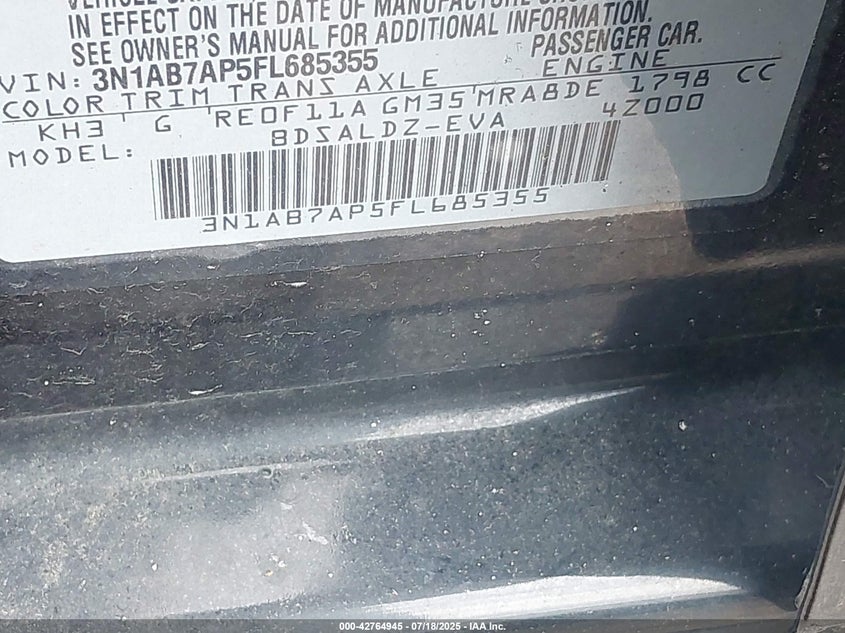 IN EFFECT ON THE DATE OF MANUFACTURE
SEE OWNER'S MANUAL FOR ADDITIONAL INFORMATION.
PASSENGER CAR.
VIN: 3N1AB7AP5FL685355
COLOR TRIM TRANS AXLE ENGINE
KH3 G RE0F11A GM35 MRA8DE 1798 CC
MODEL: BDSALDZ-EVA 4Z000
3N1AB7AP5FL685355
000-42764945 - 07/18/2025 - IAA Inc.